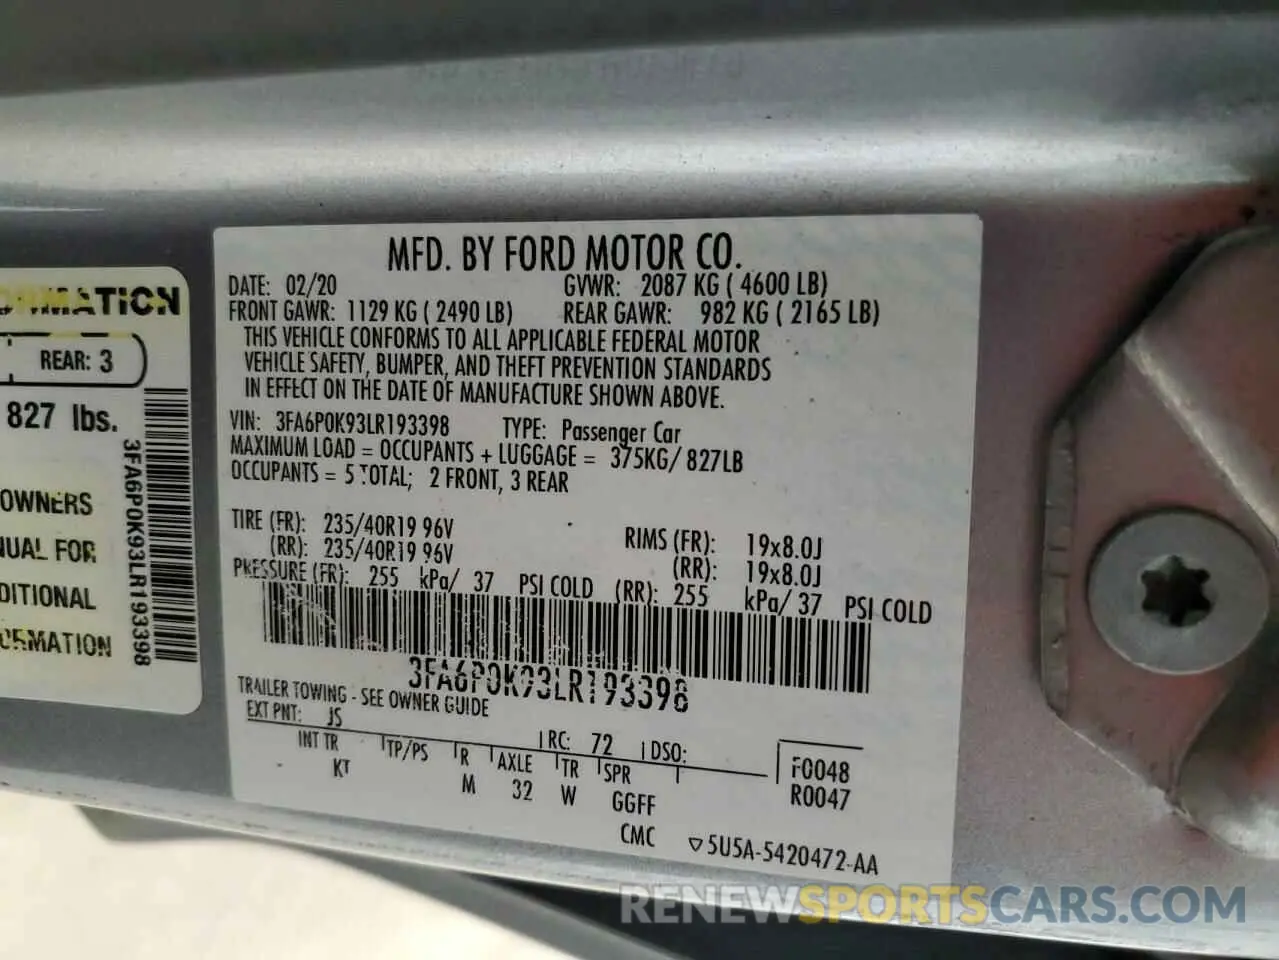 MFD. BY FORD MOTOR CO.
DATE: 02/20 GVWR: 2087 KG ( 4600 LB)
FRONT GAWR: 1129 KG ( 2490 LB) REAR GAWR: 982 KG ( 2165 LB)
THIS VEHICLE CONFORMS TO ALL APPLICABLE FEDERAL MOTOR
VEHICLE SAFETY, BUMPER, AND THEFT PREVENTION STANDARDS
IN EFFECT ON THE DATE OF MANUFACTURE SHOWN ABOVE.
VIN: 3FA6P0K93LR193398 TYPE: Passenger Car
MAXIMUM LOAD = OCCUPANTS + LUGGAGE = 375KG/ 827LB
OCCUPANTS = 5 TOTAL; 2 FRONT, 3 REAR
TIRE (FR): 235/40R19 96V RIMS (FR): 19x8.0J
(RR): 235/40R19 96V (RR): 19x8.0J
PRESSURE (FR): 255 kPa/ 37 PSI COLD (RR): 255 kPa/ 37 PSI COLD
3FA6P0K93LR193398
TRAILER TOWING - SEE OWNER GUIDE
EXT PNT: JS RC: 72 DSO:
INT TR TP/PS R AXLE TR SPR F0048
KT M 32 W GGFF R0047
CMC ▽5U5A-5420472-AA
ORMATION
REAR: 3
827 lbs.
3FA6P0K93LR193398
OWNERS
NUAL FOR
DITIONAL
ORMATION
RENEWSPORTSCARS.COM